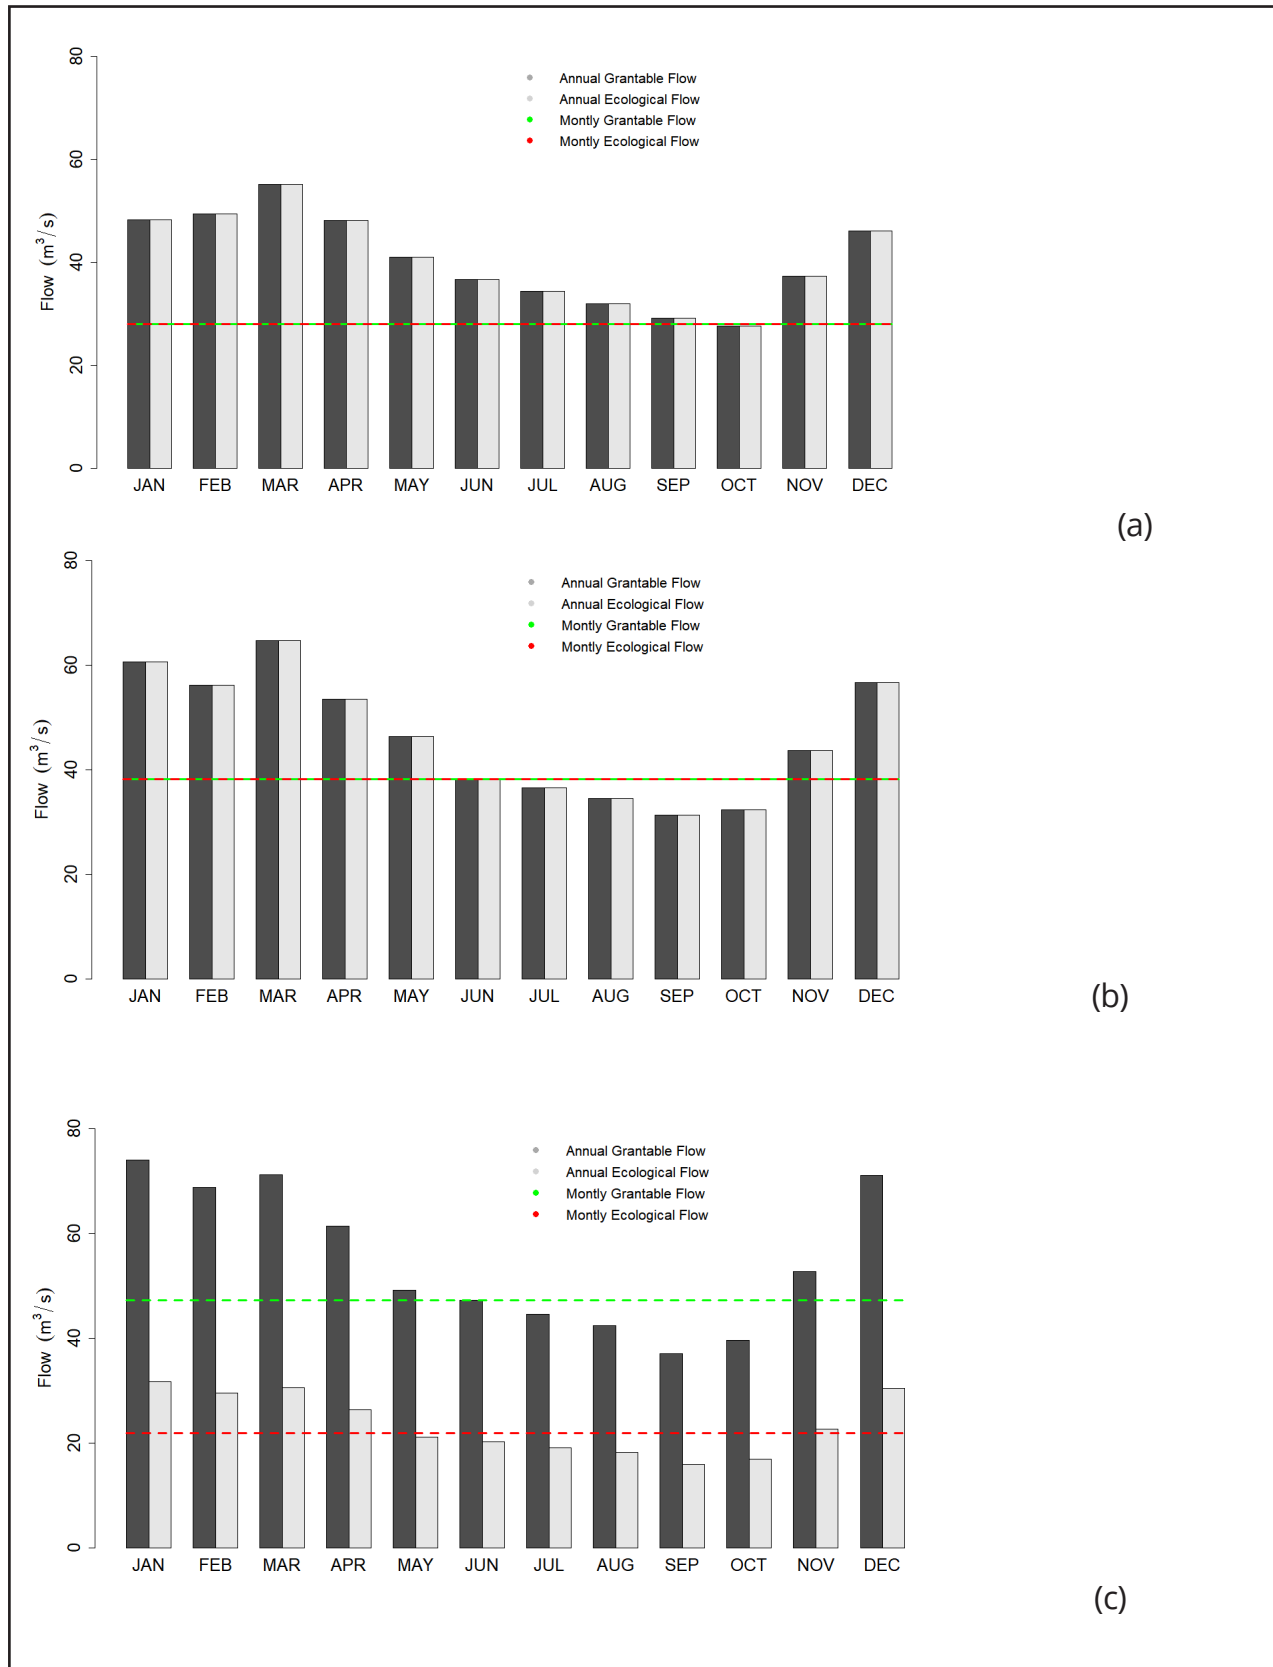 80
60
40
20
0
Flow (m³/s)
Annual Grantable Flow
Annual Ecological Flow
Montly Grantable Flow
Montly Ecological Flow
JAN FEB MAR APR MAY JUN JUL AUG SEP OCT NOV DEC
(a)
80
60
40
20
0
Flow (m³/s)
Annual Grantable Flow
Annual Ecological Flow
Montly Grantable Flow
Montly Ecological Flow
JAN FEB MAR APR MAY JUN JUL AUG SEP OCT NOV DEC
(b)
80
60
40
20
0
Flow (m³/s)
Annual Grantable Flow
Annual Ecological Flow
Montly Grantable Flow
Montly Ecological Flow
JAN FEB MAR APR MAY JUN JUL AUG SEP OCT NOV DEC
(c)